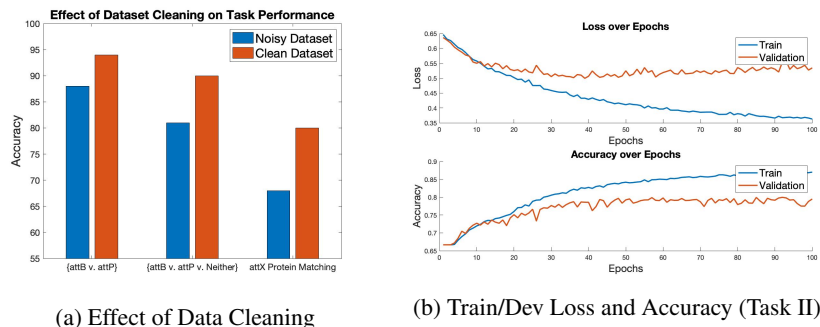 Effect of Dataset Cleaning on Task Performance
Noisy Dataset
Clean Dataset
Accuracy
100
95
90
85
80
75
70
65
60
55
{attB v. attP}
{attB v. attP v. Neither}
attX Protein Matching
(a) Effect of Data Cleaning
Loss over Epochs
Train
Validation
Loss
0.65
0.6
0.55
0.5
0.45
0.4
0.35
0 10 20 30 40 50 60 70 80 90 100
Epochs
Accuracy over Epochs
Train
Validation
Accuracy
0.9
0.85
0.8
0.75
0.7
0.65
0 10 20 30 40 50 60 70 80 90 100
Epochs
(b) Train/Dev Loss and Accuracy (Task II)